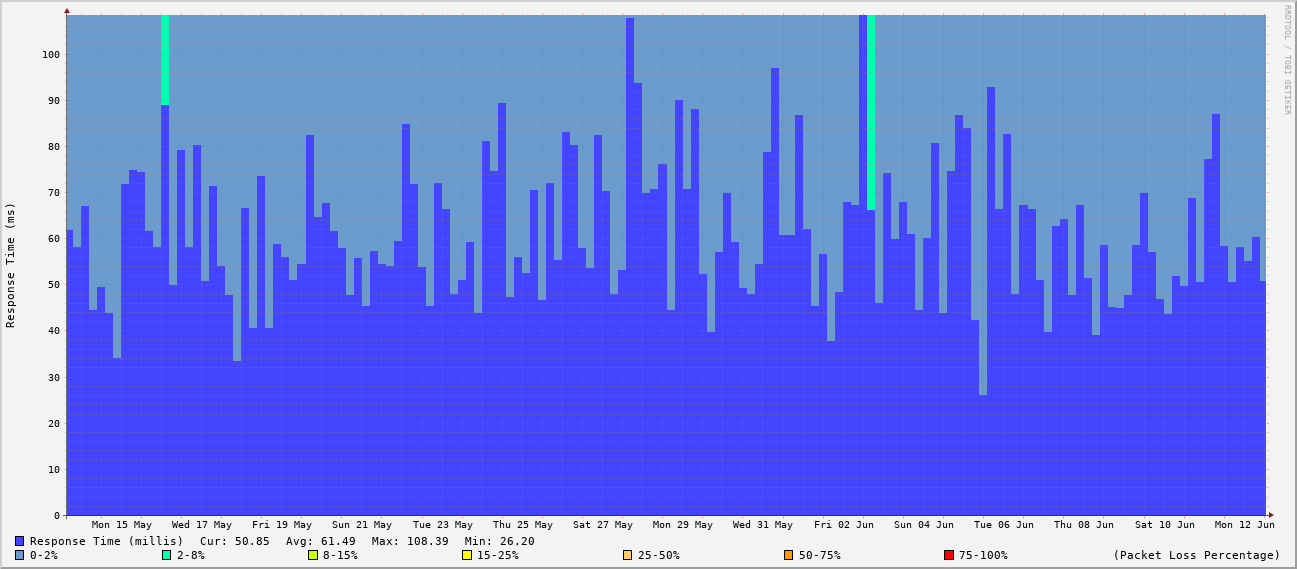 RRDTOOL / TOBI OETIKER
Response Time (ms)
100
90
80
70
60
50
40
30
20
10
0
Mon 15 May Wed 17 May Fri 19 May Sun 21 May Tue 23 May Thu 25 May Sat 27 May Mon 29 May Wed 31 May Fri 02 Jun Sun 04 Jun Tue 06 Jun Thu 08 Jun Sat 10 Jun Mon 12 Jun
Response Time (millis) Cur: 50.85 Avg: 61.49 Max: 108.39 Min: 26.20
0-2% 2-8% 8-15% 15-25% 25-50% 50-75% 75-100% (Packet Loss Percentage)